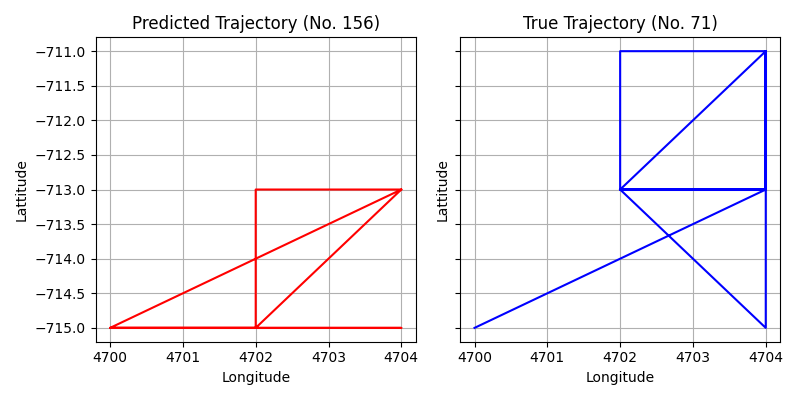 Predicted Trajectory (No. 156)
True Trajectory (No. 71)
−711.0
−711.5
−712.0
−712.5
−713.0
−713.5
−714.0
−714.5
−715.0
Lattitude
Lattitude
4700 4701 4702 4703 4704
4700 4701 4702 4703 4704
Longitude
Longitude